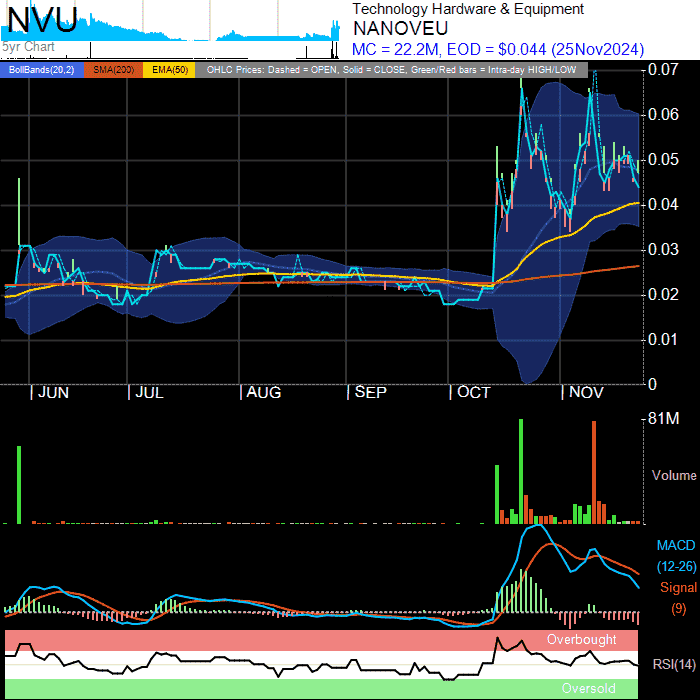 NVU
5yr Chart
Technology Hardware & Equipment
NANOVEU
MC = 22.2M, EOD = $0.044 (25Nov2024)
BollBands(20,2) SMA(200) EMA(50) OHLC Prices: Dashed = OPEN, Solid = CLOSE, Green/Red bars = Intra-day HIGH/LOW
0.07
0.06
0.05
0.04
0.03
0.02
0.01
0
JUN JUL AUG SEP OCT NOV
81M
Volume
MACD
(12-26)
Signal
(9)
Overbought
RSI(14)
Oversold